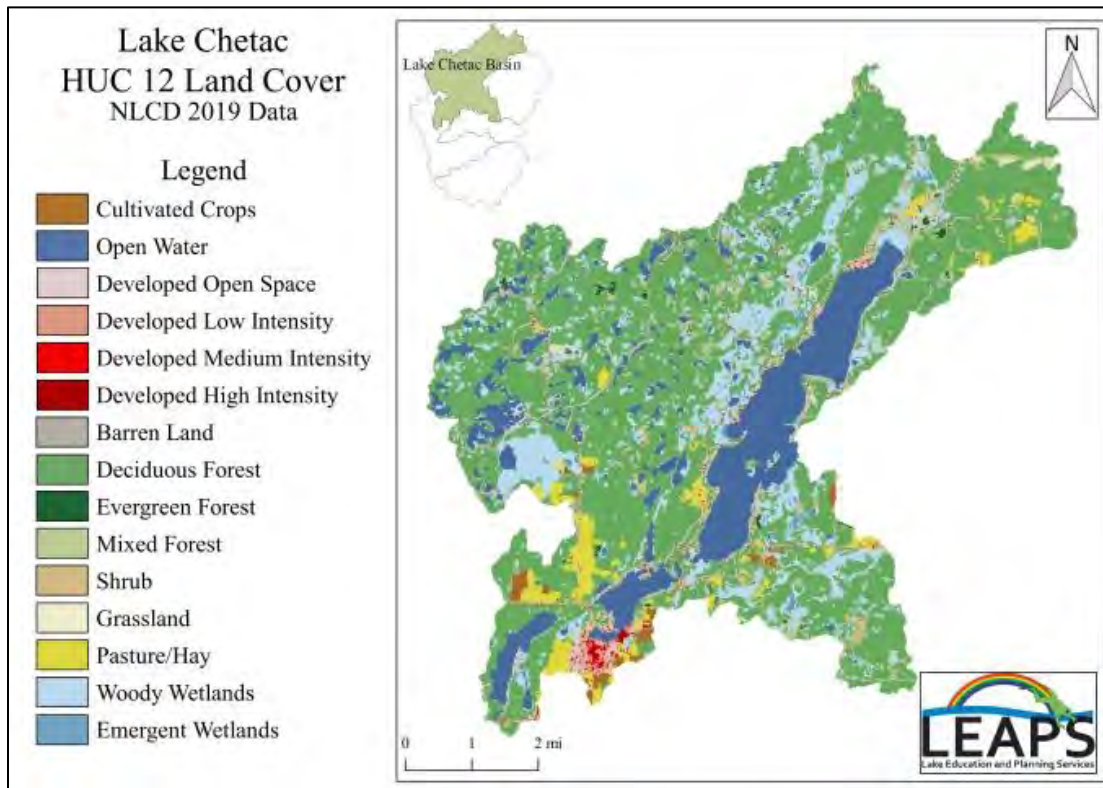 Lake Chetac
HUC 12 Land Cover
NLCD 2019 Data
Legend
Cultivated Crops
Open Water
Developed Open Space
Developed Low Intensity
Developed Medium Intensity
Developed High Intensity
Barren Land
Deciduous Forest
Evergreen Forest
Mixed Forest
Shrub
Grassland
Pasture/Hay
Woody Wetlands
Emergent Wetlands
Lake Chetac Basin
N
0 1 2 mi
LEAPS
Lake Education and Planning Services